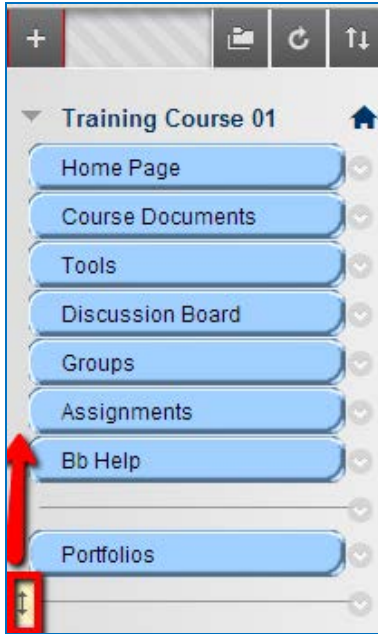 Training Course 01
Home Page
Course Documents
Tools
Discussion Board
Groups
Assignments
Bb Help
Portfolios